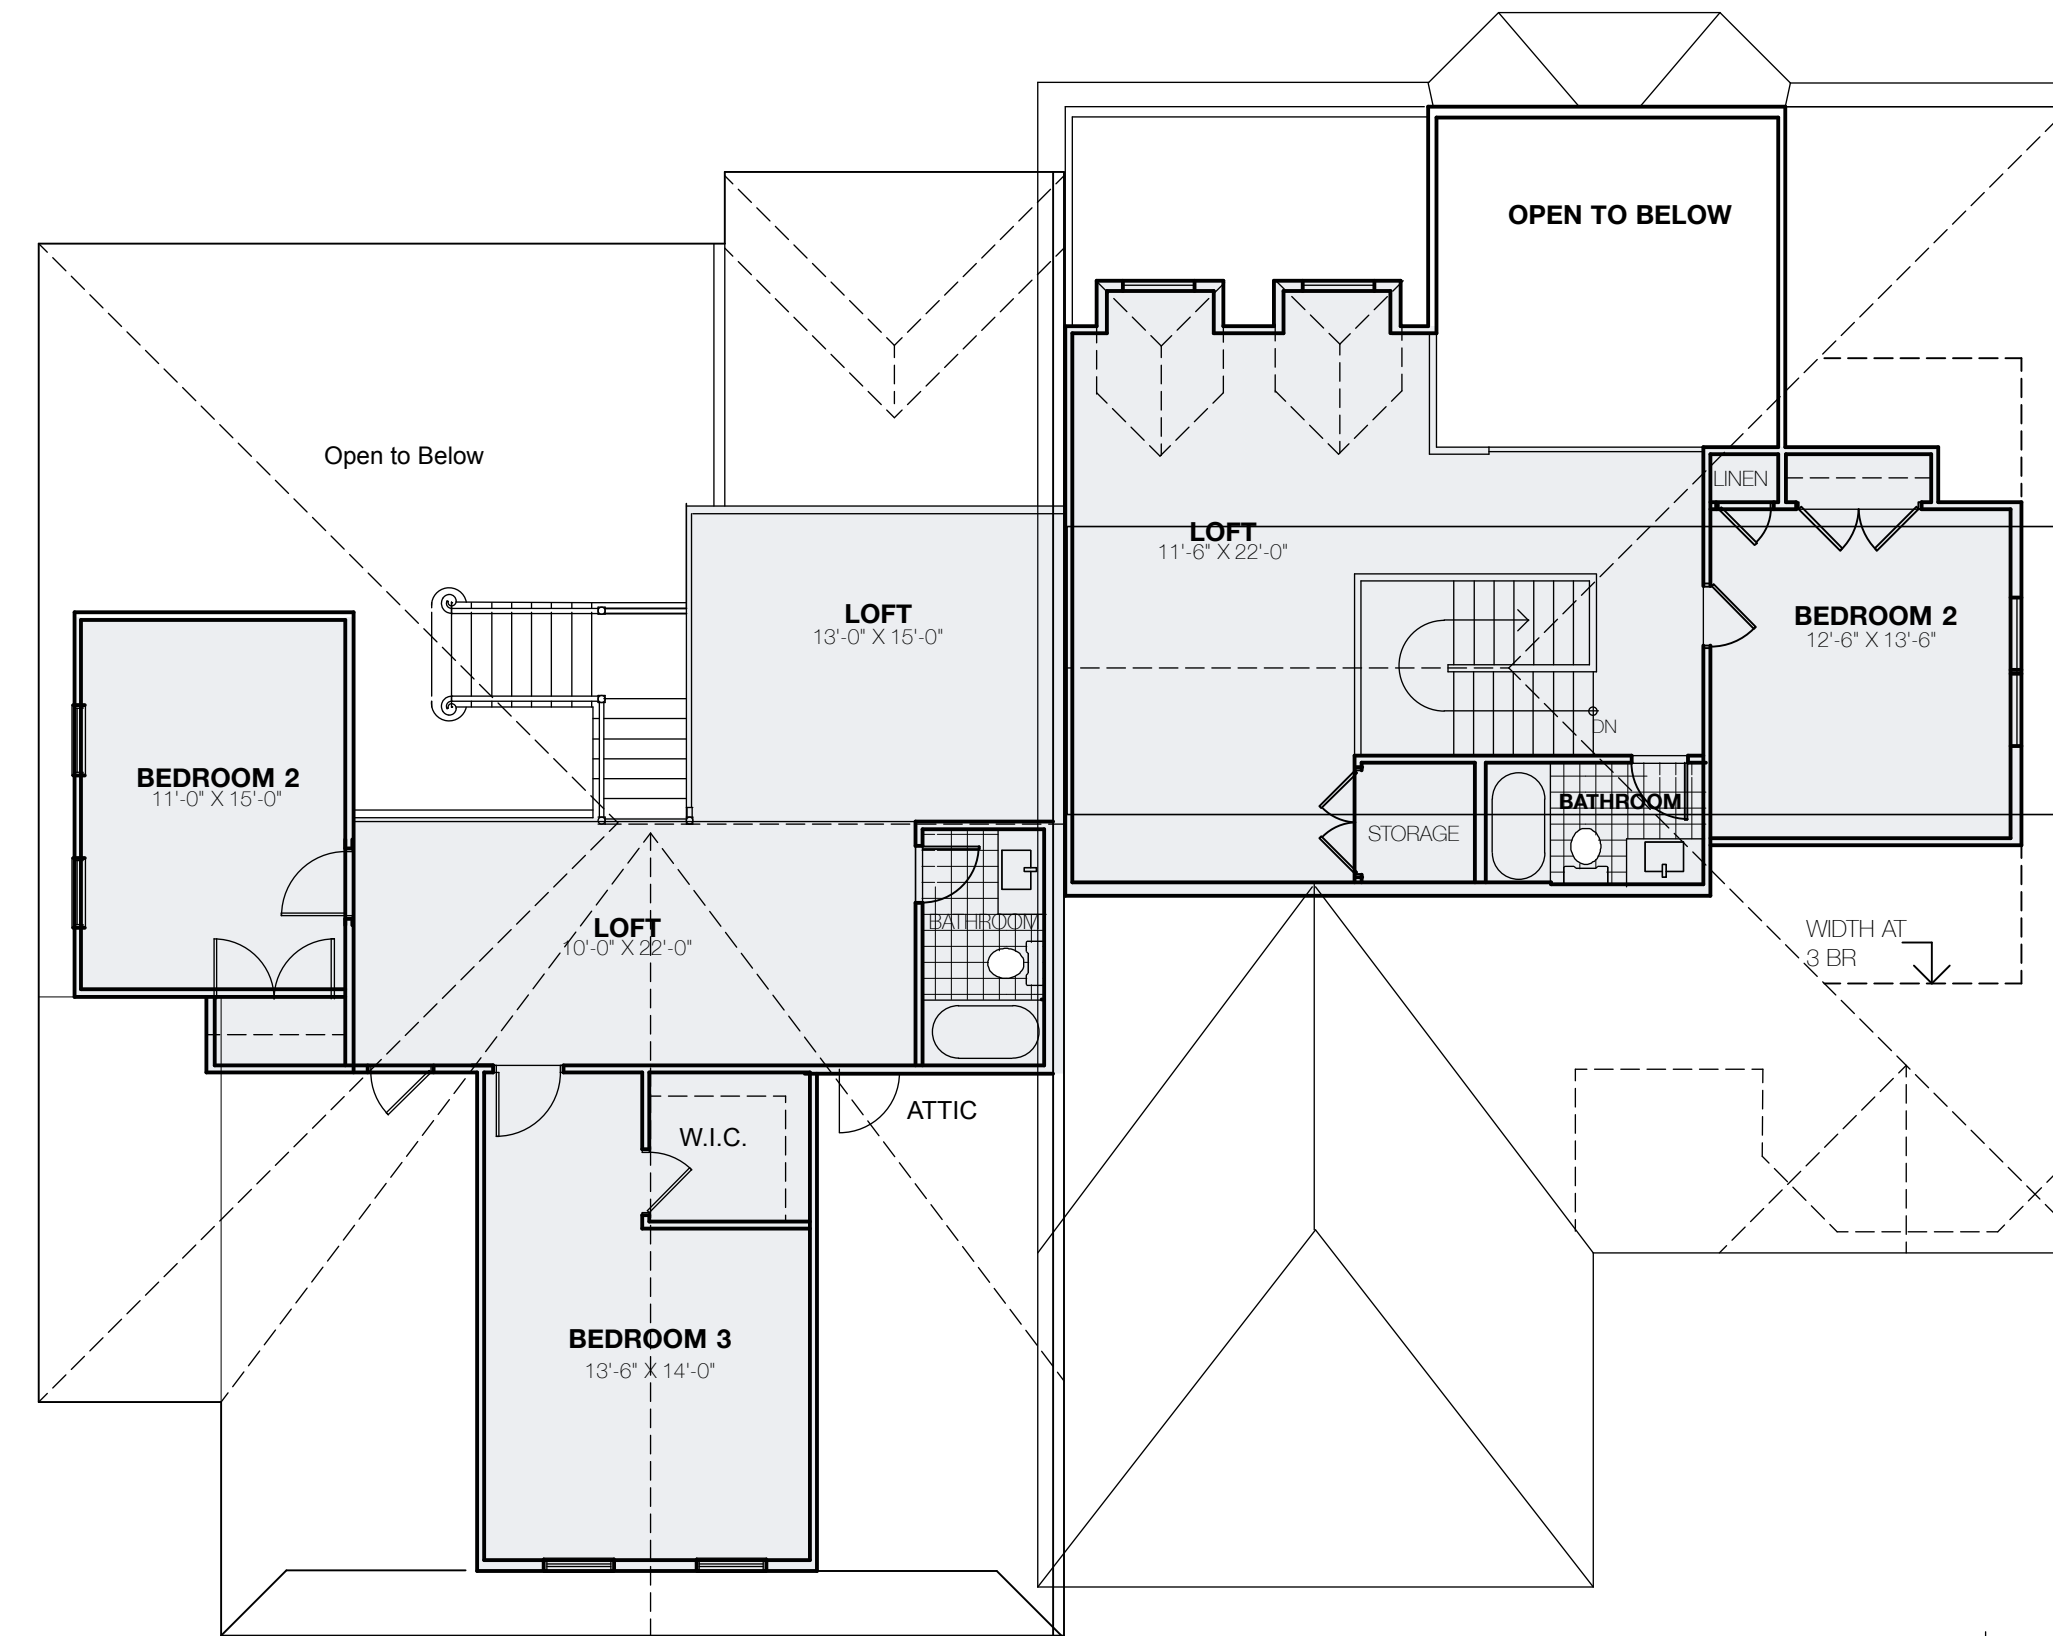 OPEN TO BELOW
Open to Below
LINEN
LOFT
11'-6" X 22'-0"
LOFT
13'-0" X 15'-0"
BEDROOM 2
12'-6" X 13'-6"
DN
BEDROOM 2
11'-0" X 15'-0"
BATHROOM
STORAGE
LOFT
10'-0" X 22'-0"
BATHROOM
WIDTH AT
3 BR
ATTIC
W.I.C.
BEDROOM 3
13'-6" X 14'-0"